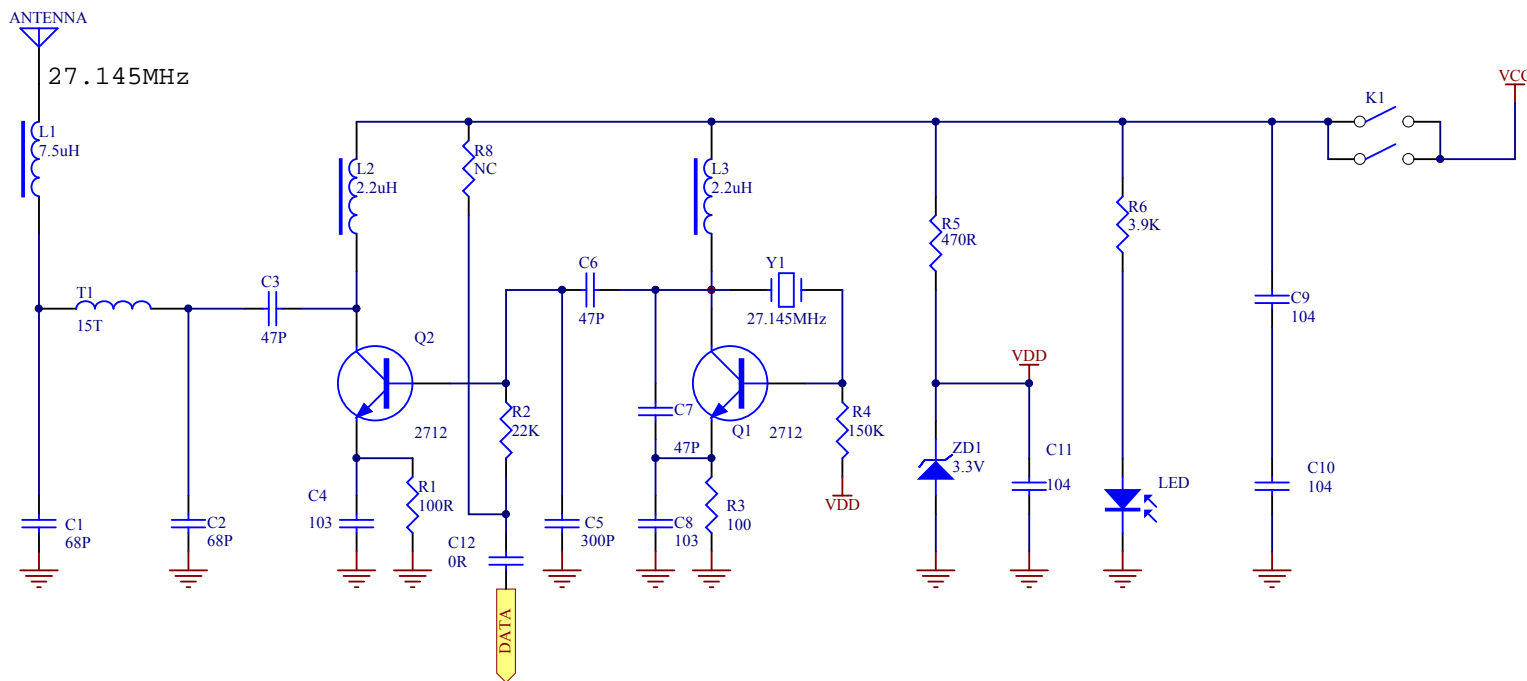 ANTENNA
27.145MHz
L1
7.5uH
T1
15T
C3
47P
L2
2.2uH
R8
NC
Q2
2712
C6
47P
L3
2.2uH
Y1
27.145MHz
C7
47P
Q1
2712
R2
22K
R4
150K
VDD
R5
470R
VDD
ZD1
3.3V
C11
104
R6
3.9K
LED
K1
VCC
C9
104
C10
104
C1
68P
C2
68P
C4
103
R1
100R
C12
0R
DATA
C5
300P
C8
103
R3
100